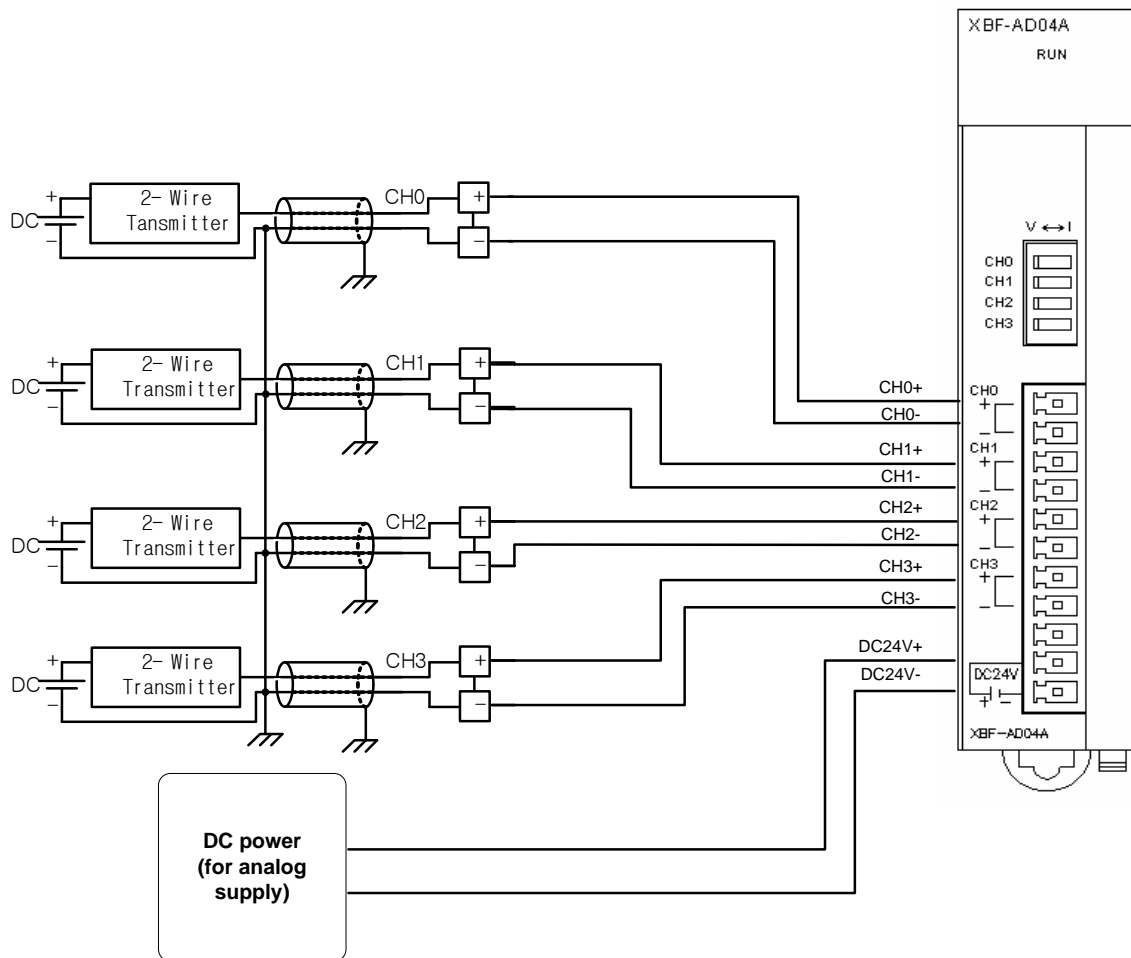 XBF-AD04A
RUN
V ↔ I
CH0
CH1
CH2
CH3
DC
+
−
2- Wire
Tansmitter
CH0
+
−
DC
+
−
2- Wire
Transmitter
CH1
+
−
DC
+
−
2- Wire
Transmitter
CH2
+
−
DC
+
−
2- Wire
Transmitter
CH3
+
−
CH0+
CH0-
CH1+
CH1-
CH2+
CH2-
CH3+
CH3-
DC24V+
DC24V-
CH0
+
−
CH1
+
−
CH2
+
−
CH3
+
−
DC24V
+ −
XBF-AD04A
DC power
(for analog
supply)